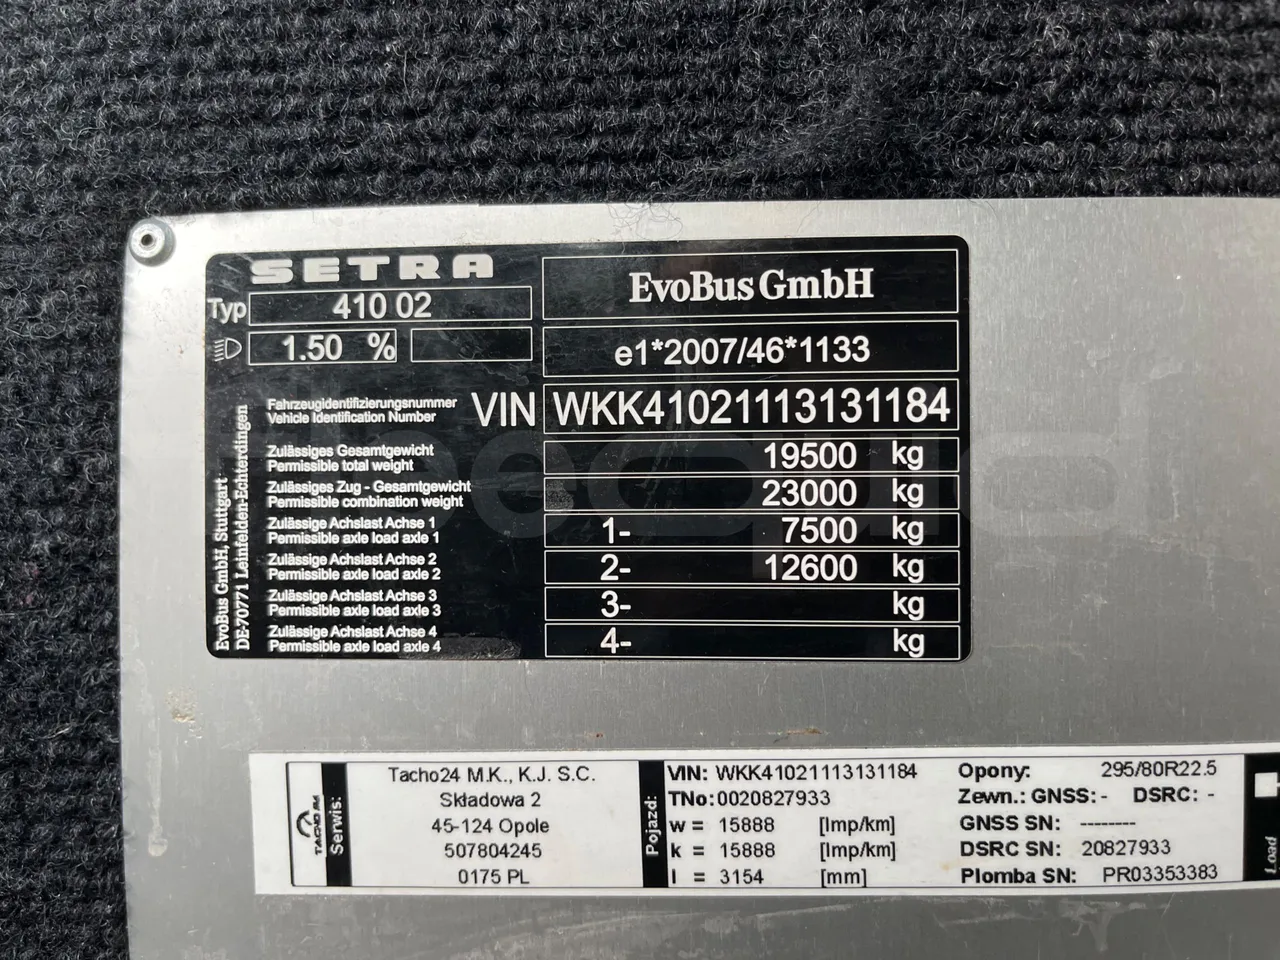 SETRA
Typ 410 02
1.50 %
EvoBus GmbH
e1*2007/46*1133
Fahrzeugidentifizierungsnummer
Vehicle Identification Number
VIN WKK41021113131184
Zulässiges Gesamtgewicht
Permissible total weight
19500 kg
Zulässiges Zug - Gesamtgewicht
Permissible combination weight
23000 kg
Zulässige Achslast Achse 1
Permissible axle load axle 1
1- 7500 kg
Zulässige Achslast Achse 2
Permissible axle load axle 2
2- 12600 kg
Zulässige Achslast Achse 3
Permissible axle load axle 3
3- kg
Zulässige Achslast Achse 4
Permissible axle load axle 4
4- kg
EvoBus GmbH, Stuttgart
DE-70771 Leinfelden-Echterdingen
Serwis:
Tacho24 M.K., K.J. S.C.
Składowa 2
45-124 Opole
507804245
0175 PL
Pojazd:
VIN: WKK41021113131184
TNo: 0020827933
w = 15888 [Imp/km]
k = 15888 [Imp/km]
l = 3154 [mm]
Opony: 295/80R22.5
Zewn.: GNSS: - DSRC: -
GNSS SN: --------
DSRC SN: 20827933
Plomba SN: PR03353383